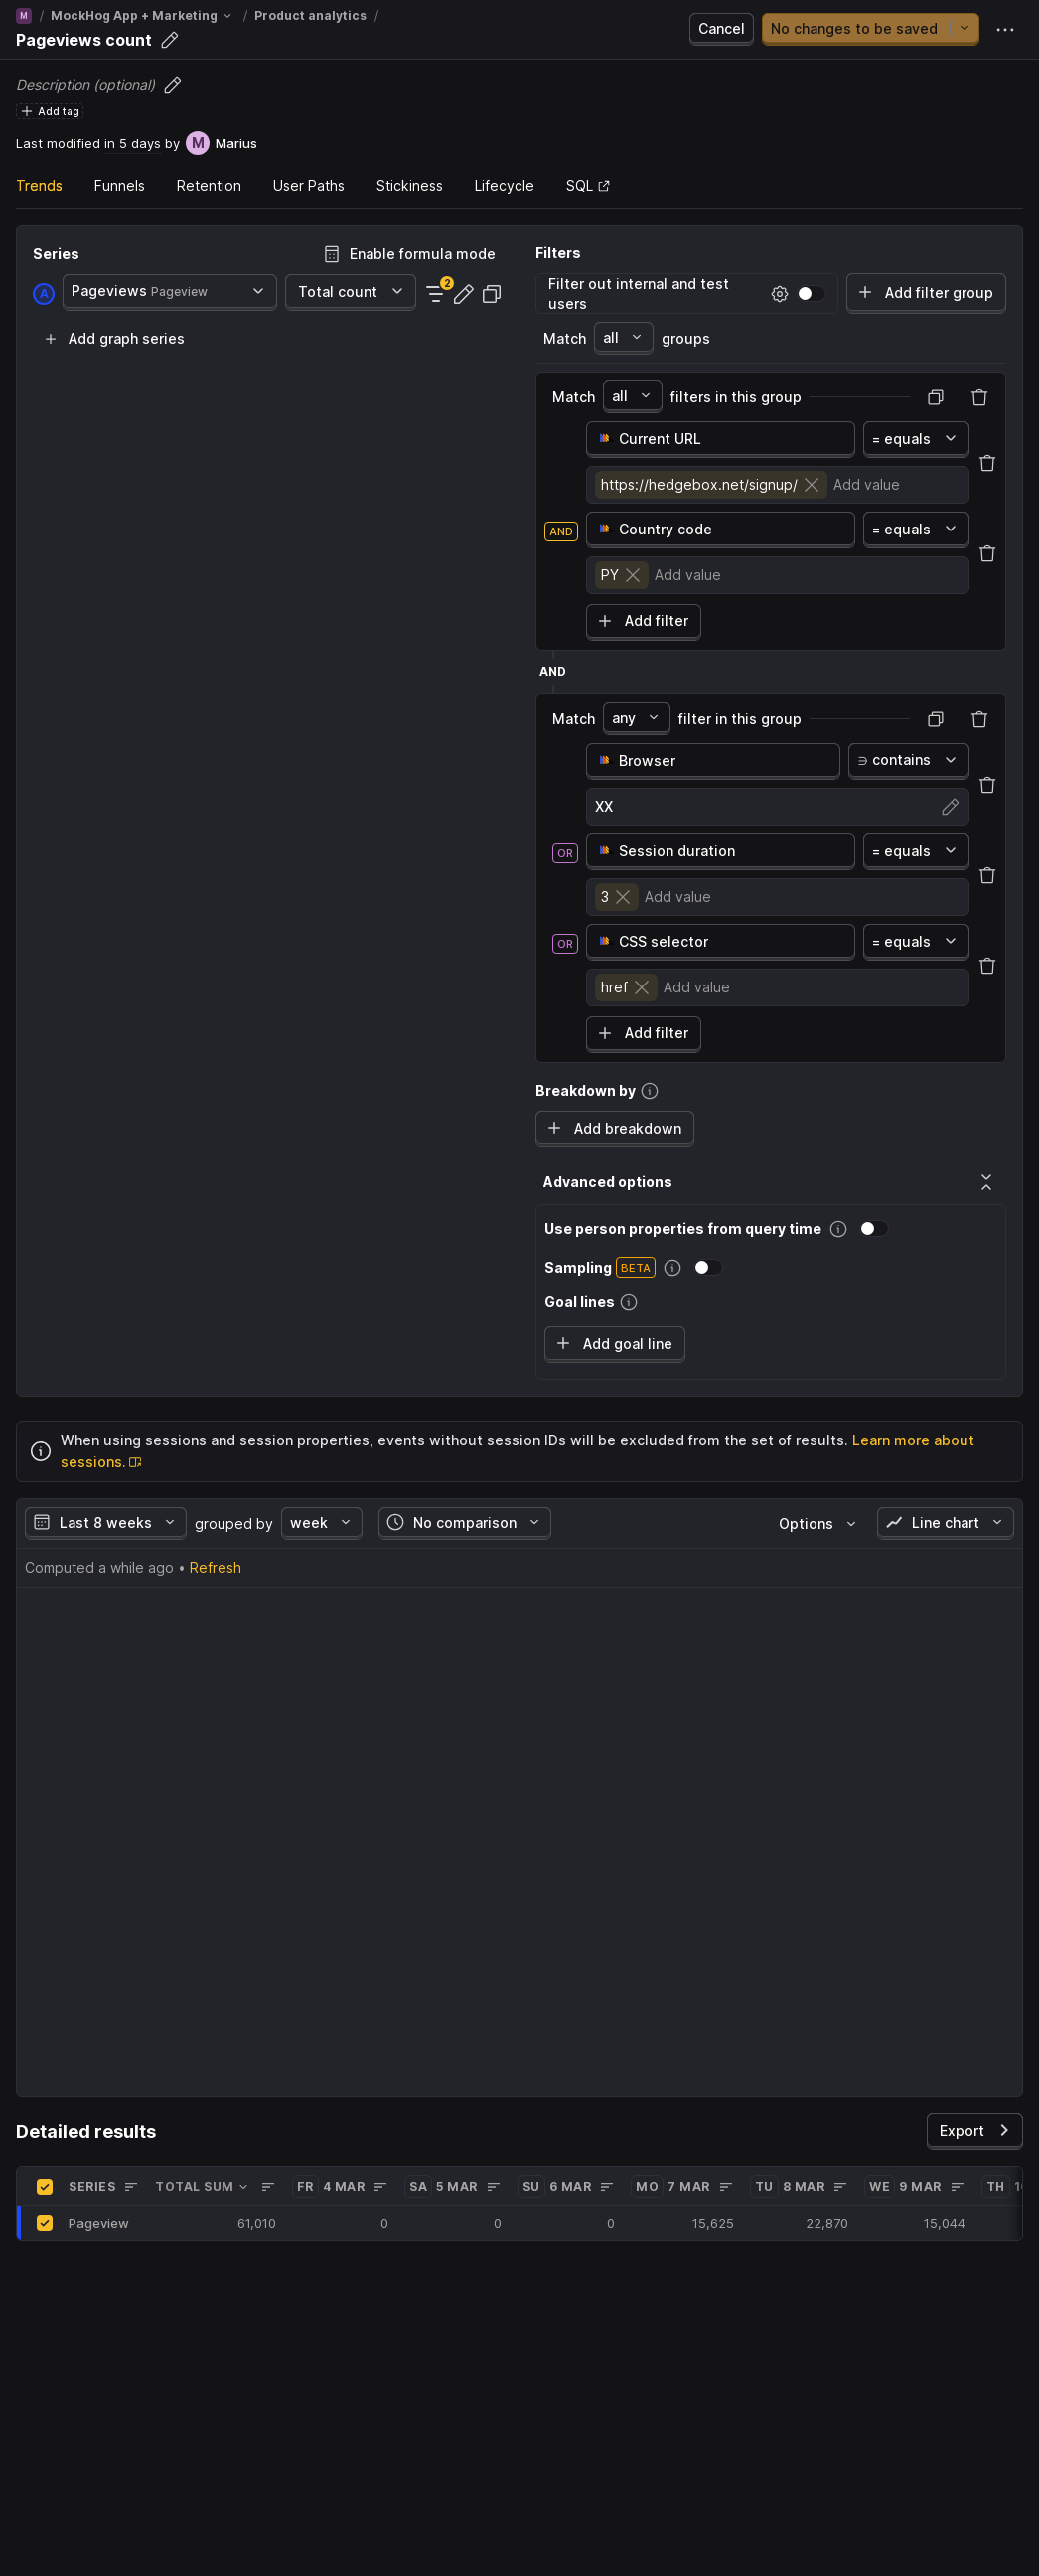 M / MockHog App + Marketing / Product analytics /
Pageviews count
Cancel
No changes to be saved
Description (optional)
Add tag
Last modified in 5 days by M Marius
Trends Funnels Retention User Paths Stickiness Lifecycle SQL
Series
Enable formula mode
A Pageviews Pageview Total count 2
Add graph series
Filters
Filter out internal and test
users
Add filter group
Match all groups
Match all filters in this group
Current URL = equals
https://hedgebox.net/signup/ Add value
AND Country code = equals
PY Add value
Add filter
AND
Match any filter in this group
Browser ∋ contains
XX
OR Session duration = equals
3 Add value
OR CSS selector = equals
href Add value
Add filter
Breakdown by
Add breakdown
Advanced options
Use person properties from query time
Sampling BETA
Goal lines
Add goal line
When using sessions and session properties, events without session IDs will be excluded from the set of results. Learn more about
sessions.
Last 8 weeks grouped by week No comparison Options Line chart
Computed a while ago • Refresh
Detailed results
Export
SERIES TOTAL SUM FR 4 MAR SA 5 MAR SU 6 MAR MO 7 MAR TU 8 MAR WE 9 MAR TH
Pageview 61,010 0 0 0 15,625 22,870 15,044